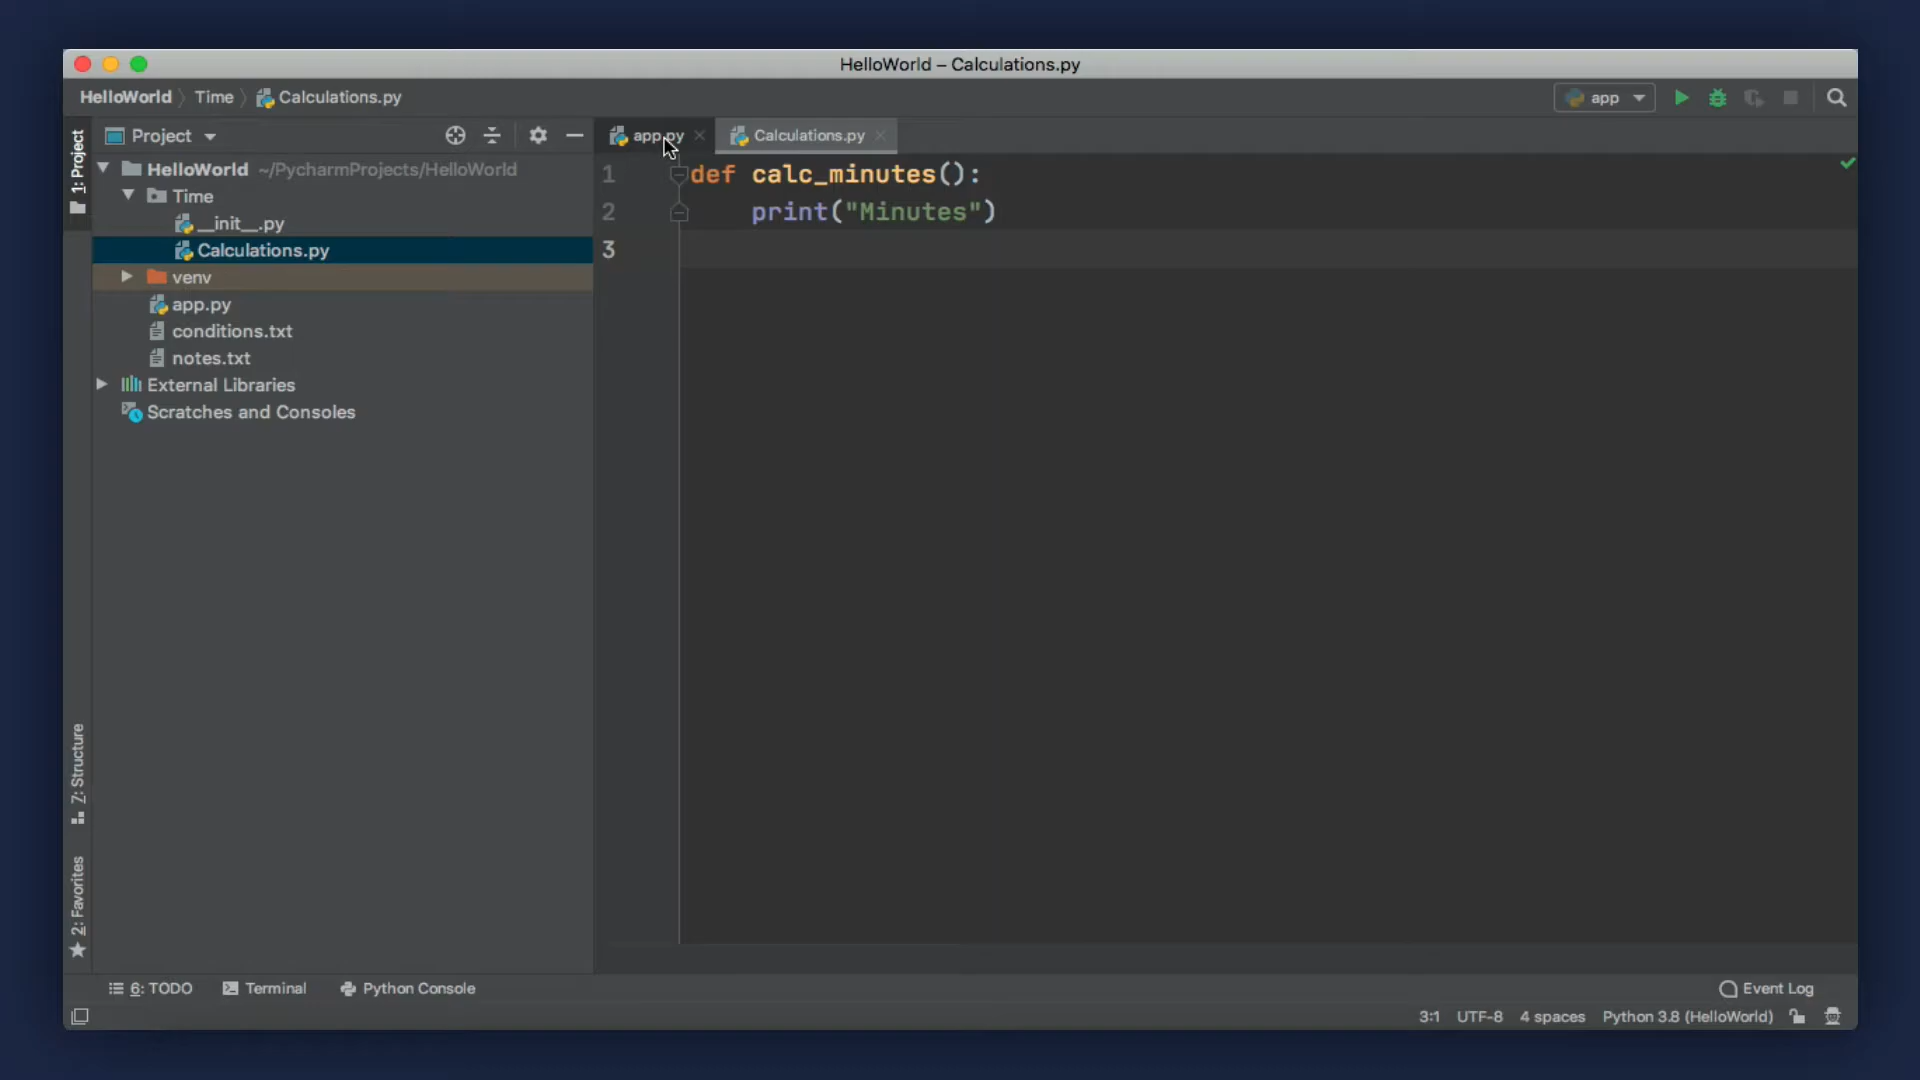 HelloWorld – Calculations.py
HelloWorld Time Calculations.py
app
1: Project
Project
app.py
Calculations.py
HelloWorld ~/PycharmProjects/HelloWorld
Time
__init__.py
Calculations.py
venv
app.py
conditions.txt
notes.txt
External Libraries
Scratches and Consoles
1 def calc_minutes():
2 print("Minutes")
3
Z: Structure
2: Favorites
6: TODO Terminal Python Console
Event Log
3:1 UTF-8 4 spaces Python 3.8 (HelloWorld)